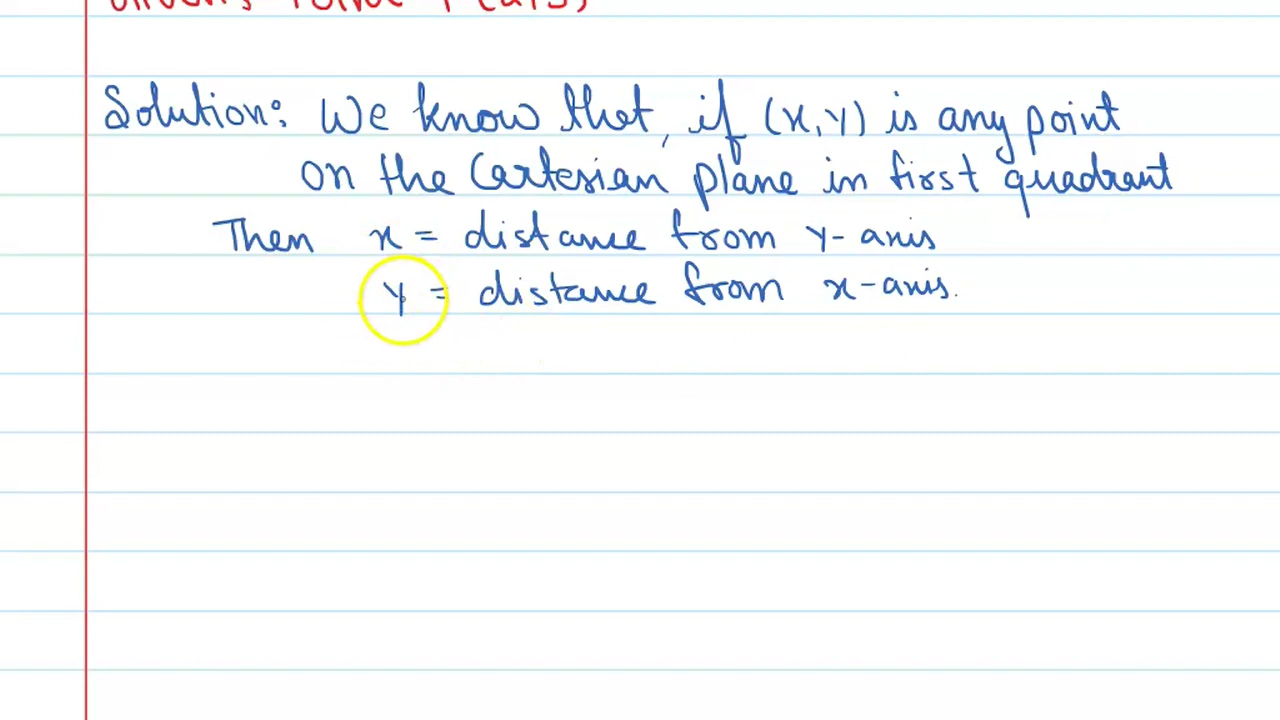 Solution: We know that, if (x,y) is any point
on the Cartesian plane in first quadrant
Then x = distance from y-axis
y = distance from x-axis.